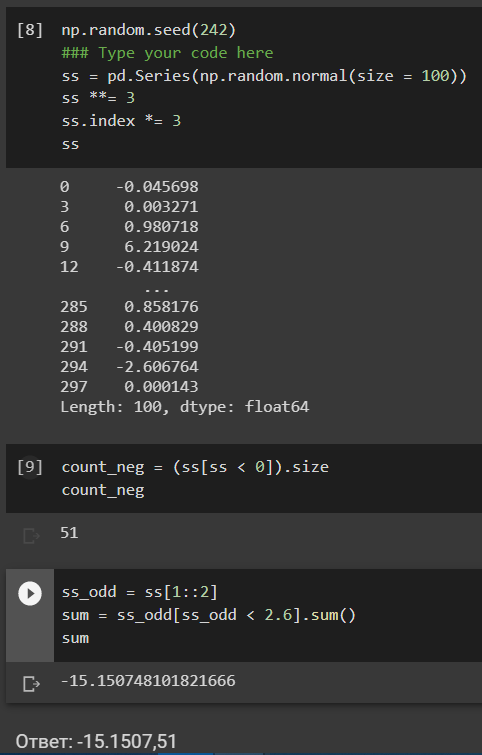 [8] np.random.seed(242)
### Type your code here
ss = pd.Series(np.random.normal(size = 100))
ss **= 3
ss.index *= 3
ss
0 -0.045698
3 0.003271
6 0.980718
9 6.219024
12 -0.411874
...
285 0.858176
288 0.400829
291 -0.405199
294 -2.606764
297 0.000143
Length: 100, dtype: float64
[9] count_neg = (ss[ss < 0]).size
count_neg
51
ss_odd = ss[1::2]
sum = ss_odd[ss_odd < 2.6].sum()
sum
-15.150748101821666
Ответ: -15.1507,51